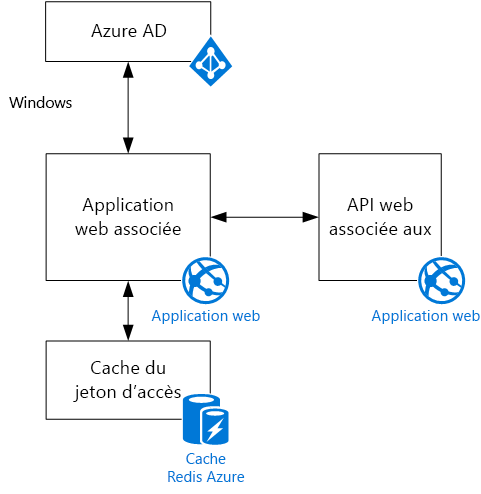 Azure AD
Windows
Application
web associée
API web
associée aux
Application web
Application web
Cache du
jeton d’accès
Cache
Redis Azure